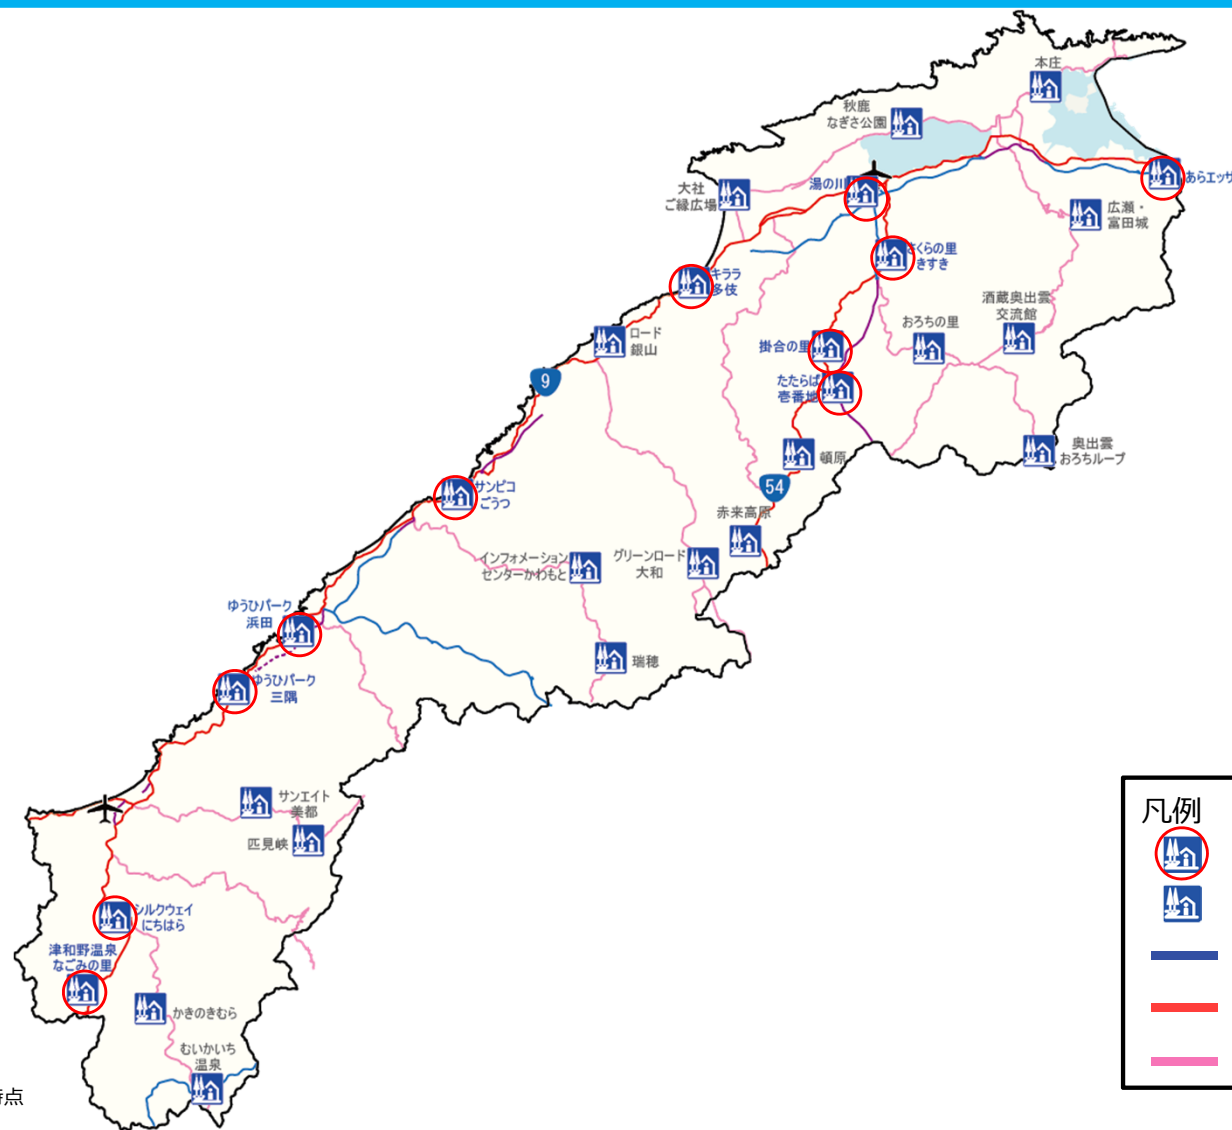 本庄
秋鹿
なぎさ公園
大社
ご縁広場
湯の川
あらエッサ
広瀬・
富田城
さくらの里
きすき
キララ
多伎
酒蔵奥出雲
交流館
おろちの里
ロード
銀山
掛合の里
たたらば
壱番地
9
奥出雲
おろちループ
頓原
54
サンピコ
ごうつ
赤来高原
インフォメーション
センターかわもと
グリーンロード
大和
ゆうひパーク
浜田
瑞穂
ゆうひパーク
三隅
サンエイト
美都
匹見峡
シルクウェイ
にちはら
津和野温泉
なごみの里
かきのきむら
むいかいち
温泉
凡例
時点